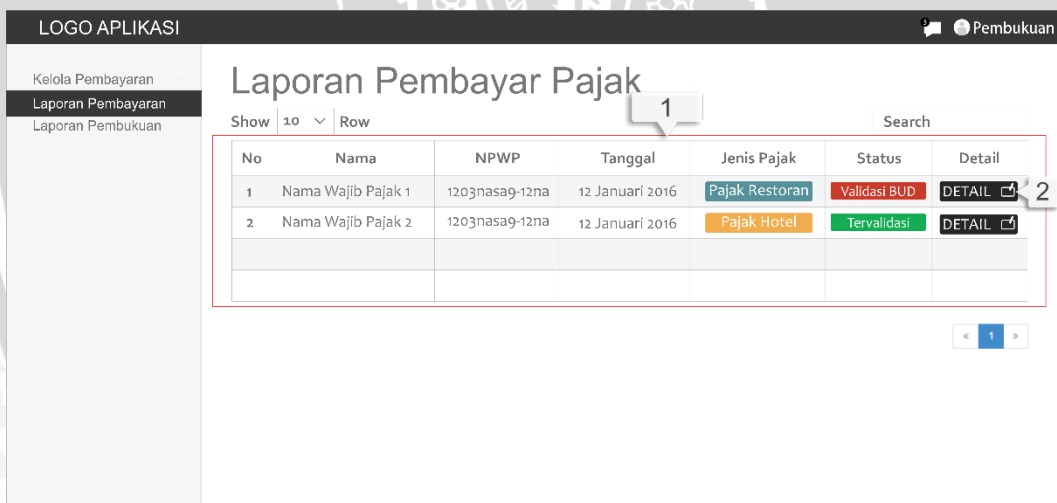 LOGO APLIKASI
3 Pembukuan
Kelola Pembayaran
Laporan Pembayaran
Laporan Pembukuan
Laporan Pembayar Pajak
1
Show 10 Row
Search
No Nama NPWP Tanggal Jenis Pajak Status Detail
1 Nama Wajib Pajak 1 1203nasa9-12na 12 Januari 2016 Pajak Restoran Validasi BUD DETAIL 2
2 Nama Wajib Pajak 2 1203nasa9-12na 12 Januari 2016 Pajak Hotel Tervalidasi DETAIL
« 1 »